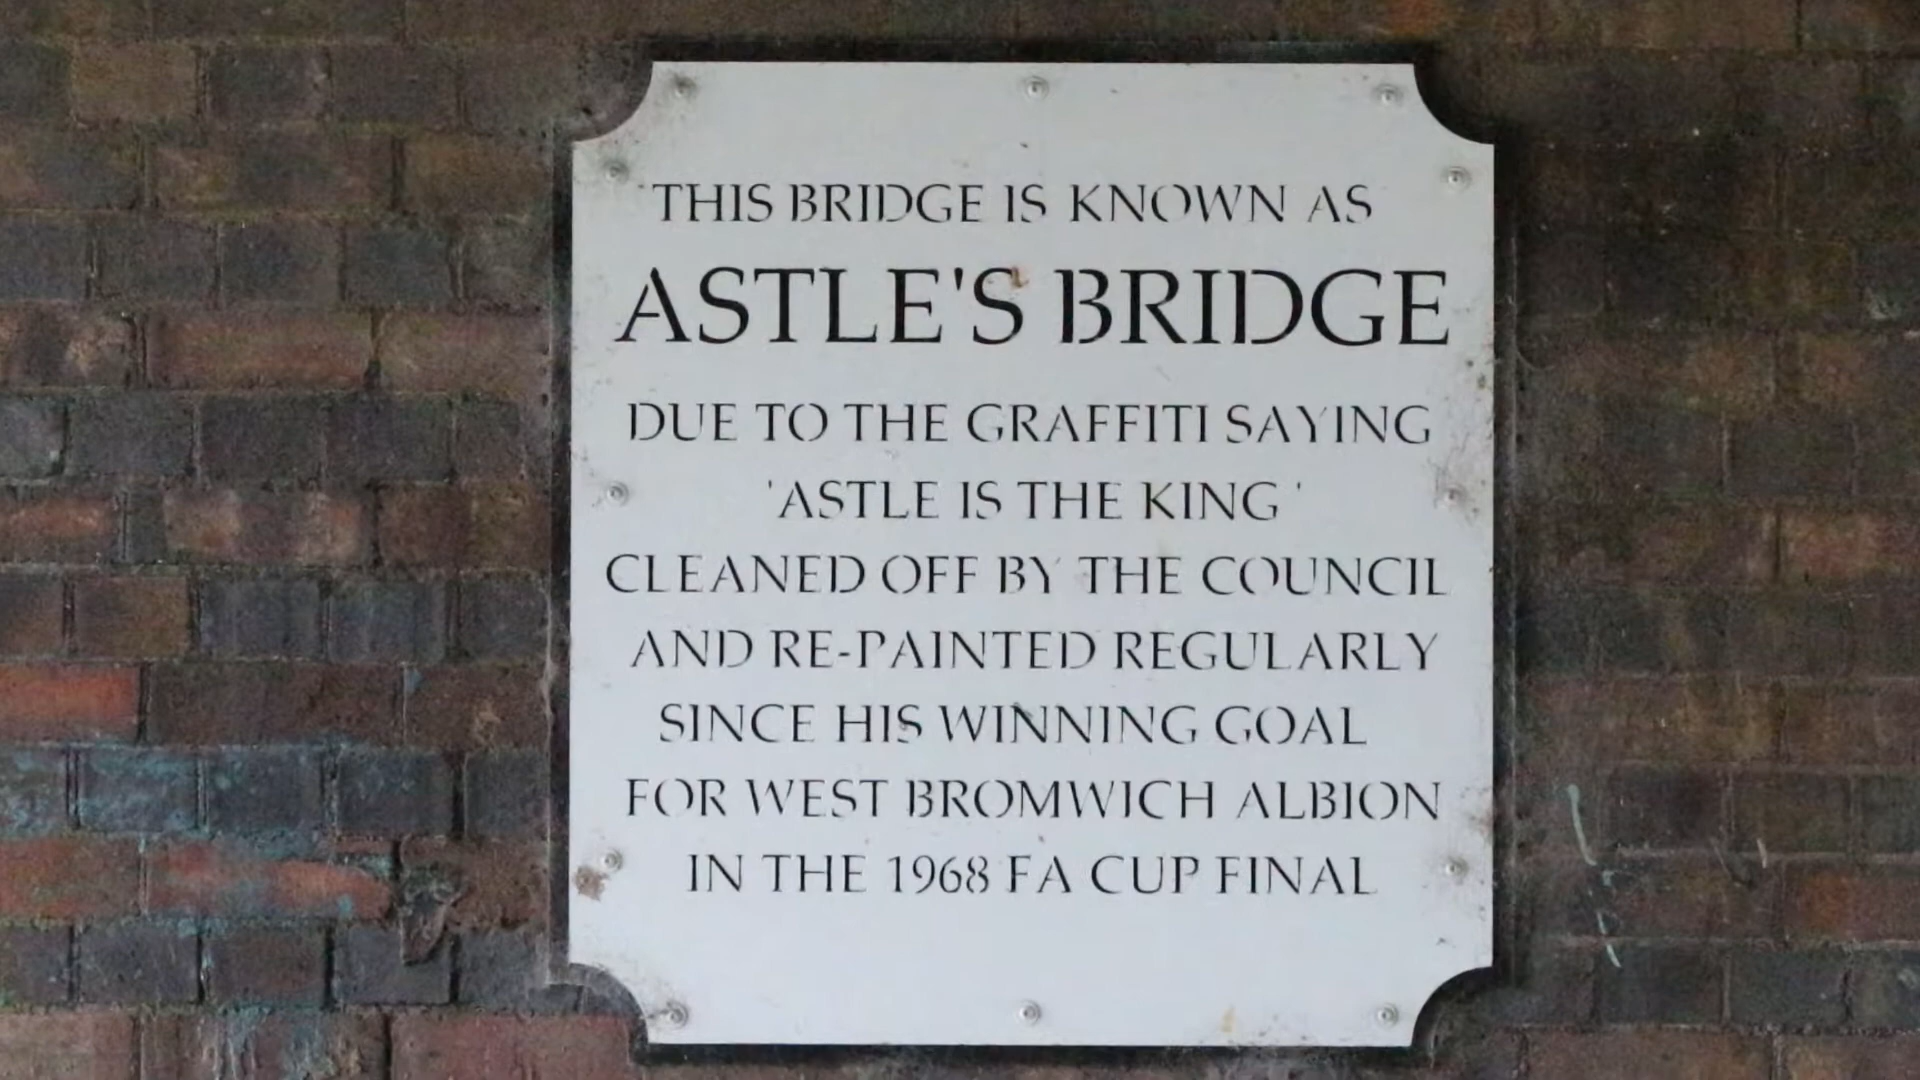 THIS BRIDGE IS KNOWN AS
ASTLE'S BRIDGE
DUE TO THE GRAFFITI SAYING
'ASTLE IS THE KING '
CLEANED OFF BY THE COUNCIL
AND RE-PAINTED REGULARLY
SINCE HIS WINNING GOAL
FOR WEST BROMWICH ALBION
IN THE 1968 FA CUP FINAL